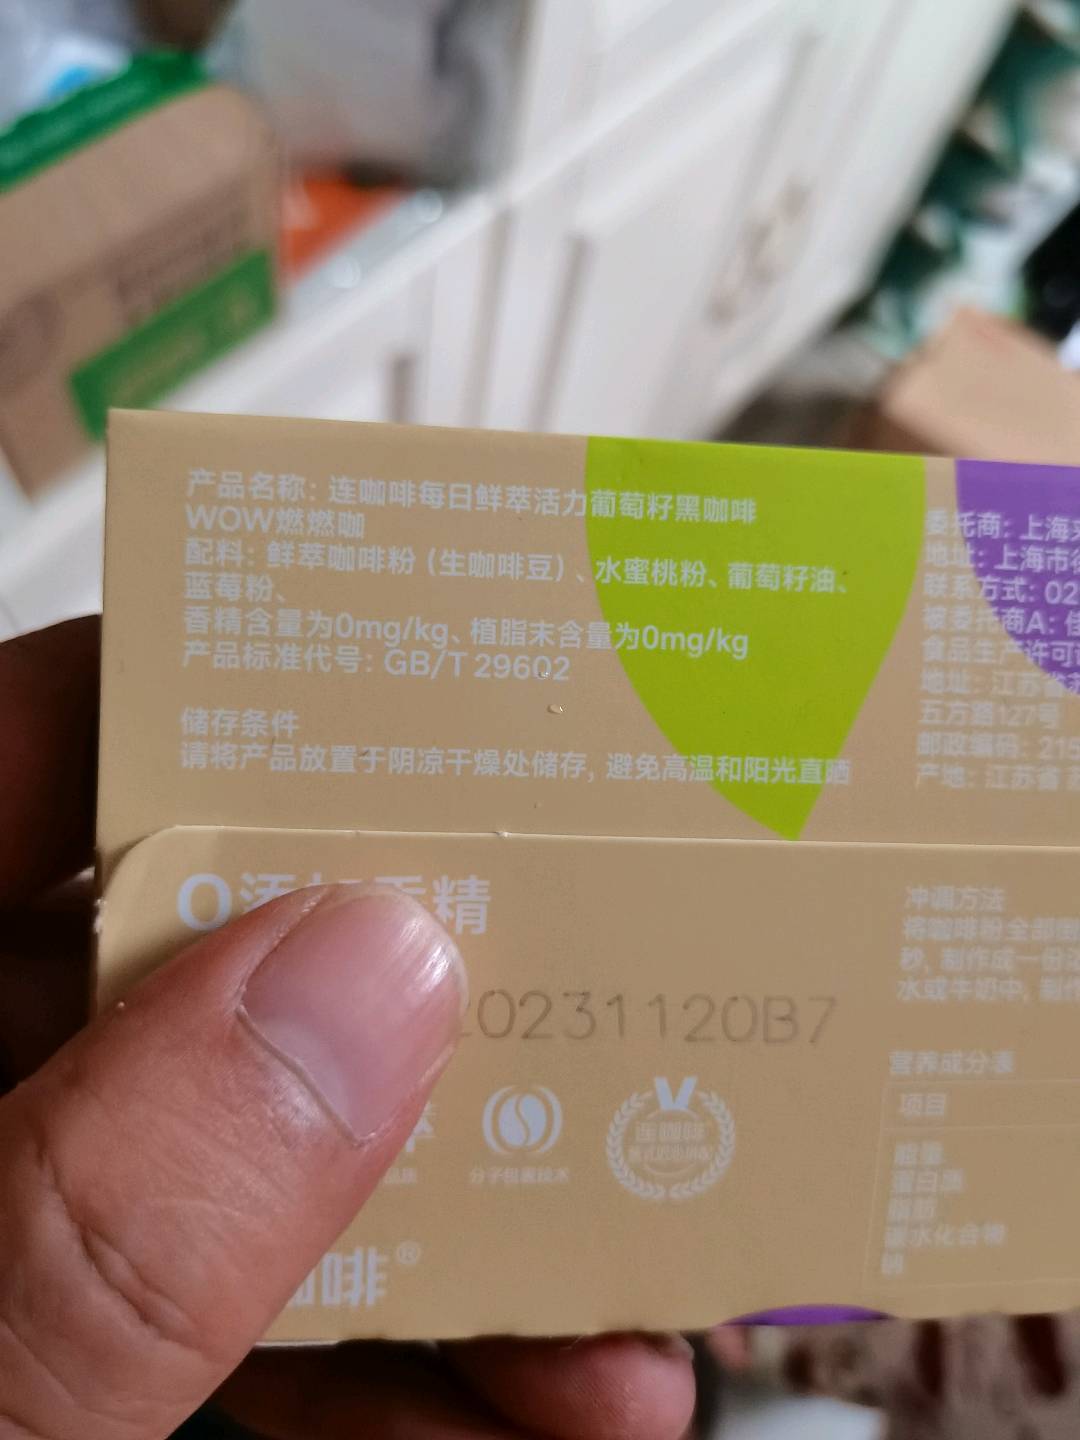 产品名称：连咖啡每日鲜萃活力葡萄籽黑咖啡
WOW燃燃咖
配料：鲜萃咖啡粉（生咖啡豆）、水蜜桃粉、葡萄籽油、
蓝莓粉、
香精含量为0mg/kg、植脂末含量为0mg/kg
产品标准代号：GB/T 29602
储存条件
请将产品放置于阴凉干燥处储存，避免高温和阳光直晒
委托商：上海
地址：上海市
联系方式：02
被委托商A：佳
食品生产许可
地址：江苏省
五方路127号
邮政编码：215
产地：江苏省
0添加香精
20231120B7
分子包裹技术
连咖啡
咖啡®
冲调方法
将咖啡粉全部倒
秒，制作成一份
水或牛奶中，制作
营养成分表
项目
能量
蛋白质
脂肪
碳水化合物
钠